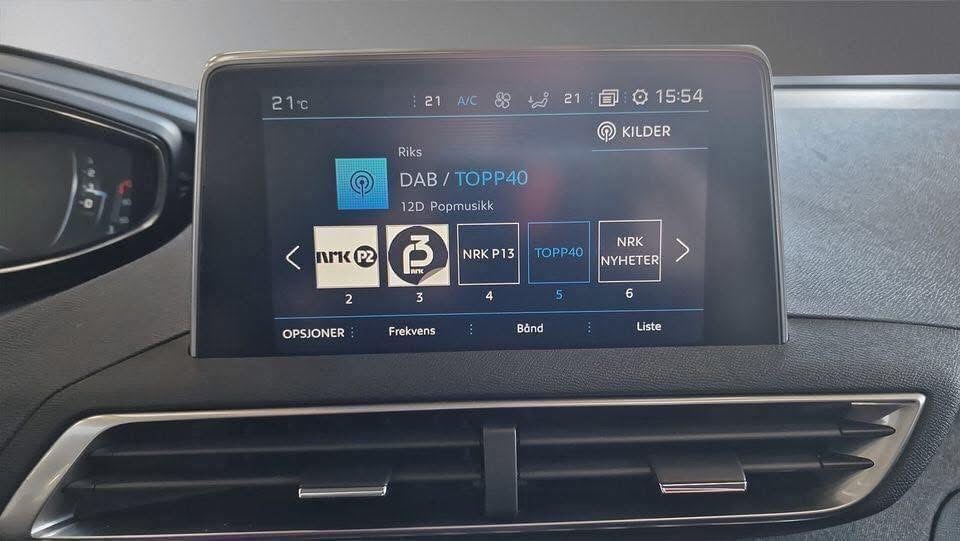 21°C 21 A/C 21 15:54
KILDER
Riks
DAB / TOPP40
12D Popmusikk
nrk P2
P3 nrk
NRK P13
TOPP40
NRK
NYHETER
2 3 4 5 6
OPSJONER Frekvens Bånd Liste